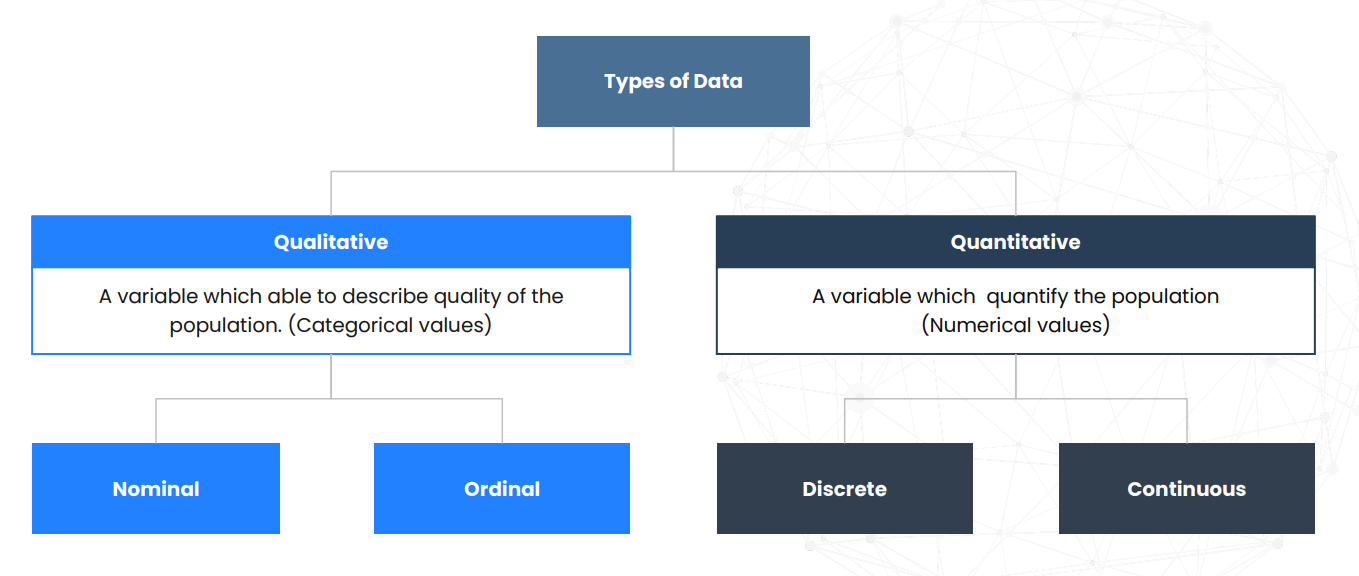 Types of Data
Qualitative
A variable which able to describe quality of the
population. (Categorical values)
Quantitative
A variable which  quantify the population
(Numerical values)
Nominal
Ordinal
Discrete
Continuous